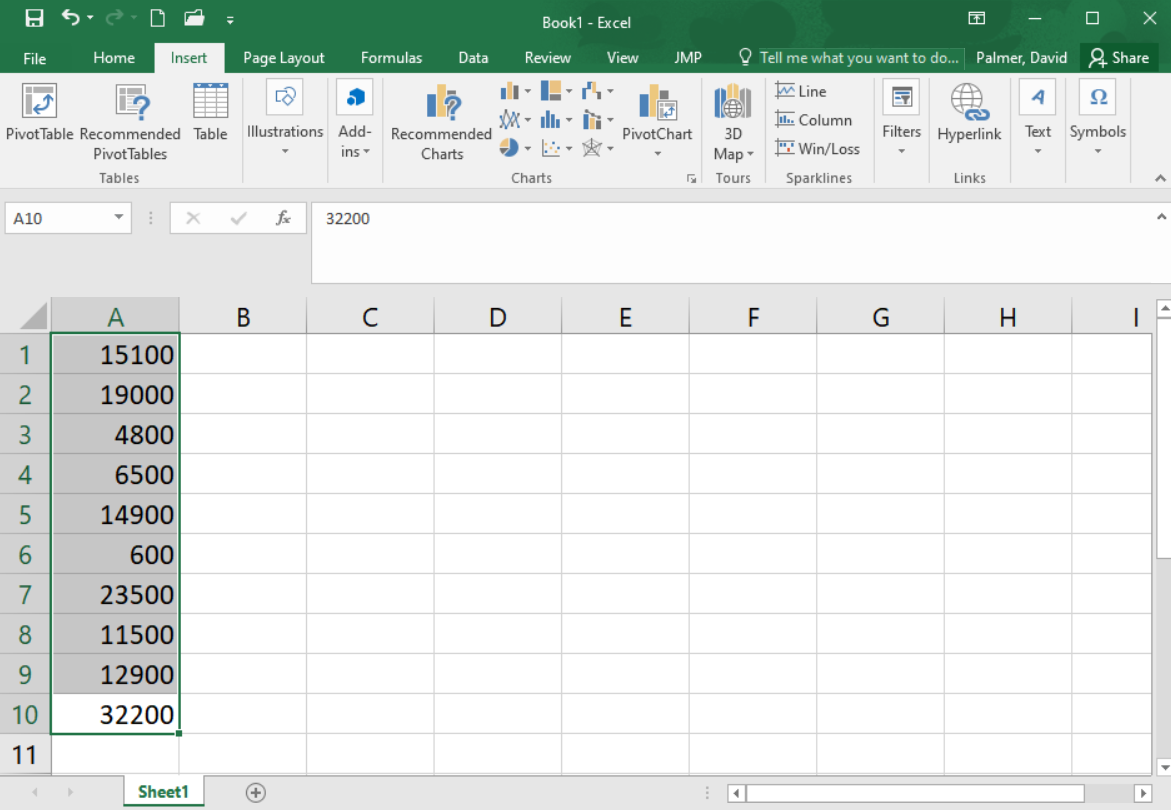 Book1 - Excel
File Home Insert Page Layout Formulas Data Review View JMP Tell me what you want to do... Palmer, David Share
PivotTable Recommended PivotTables Table Illustrations Add-ins Recommended Charts PivotChart 3D Map Line Column Win/Loss Filters Hyperlink Text Symbols
Tables Charts Tours Sparklines Links
A10 fx 32200
A B C D E F G H I
1 15100
2 19000
3 4800
4 6500
5 14900
6 600
7 23500
8 11500
9 12900
10 32200
11
Sheet1